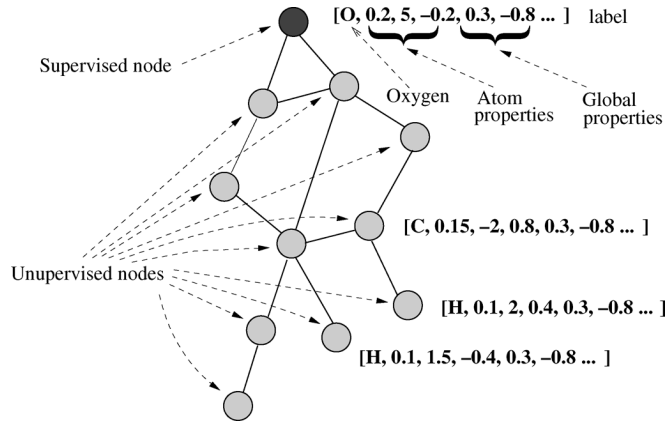 [O, 0.2, 5, −0.2, 0.3, −0.8 ... ] label
Supervised node
Oxygen
Atom properties
Global properties
[C, 0.15, −2, 0.8, 0.3, −0.8 ... ]
Unupervised nodes
[H, 0.1, 2, 0.4, 0.3, −0.8 ... ]
[H, 0.1, 1.5, −0.4, 0.3, −0.8 ... ]